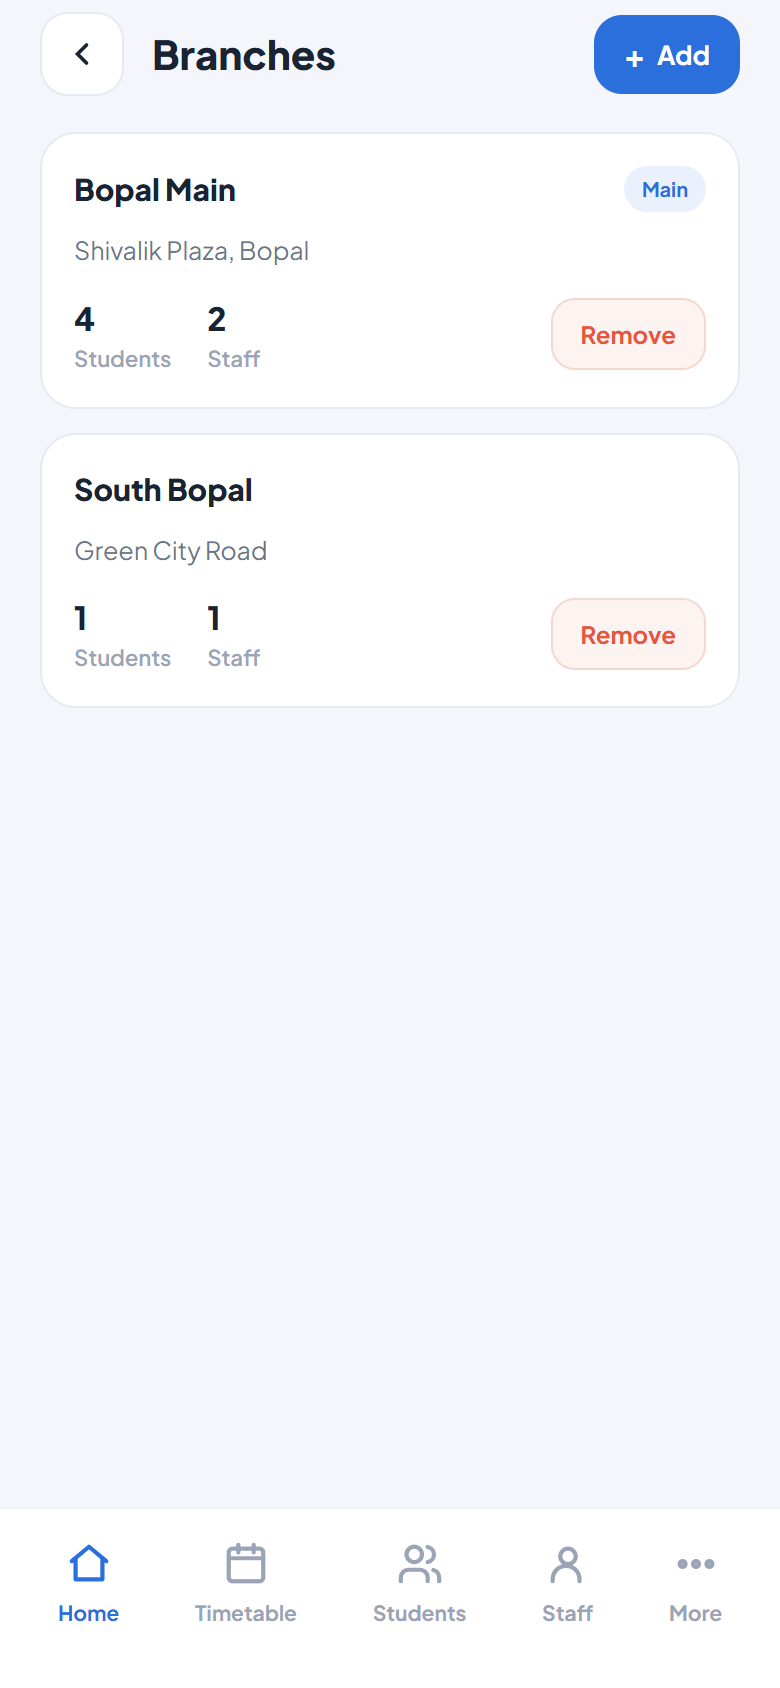 Branches
+ Add
Bopal Main
Main
Shivalik Plaza, Bopal
4 2
Students Staff
Remove
South Bopal
Green City Road
1 1
Students Staff
Remove
Home Timetable Students Staff More